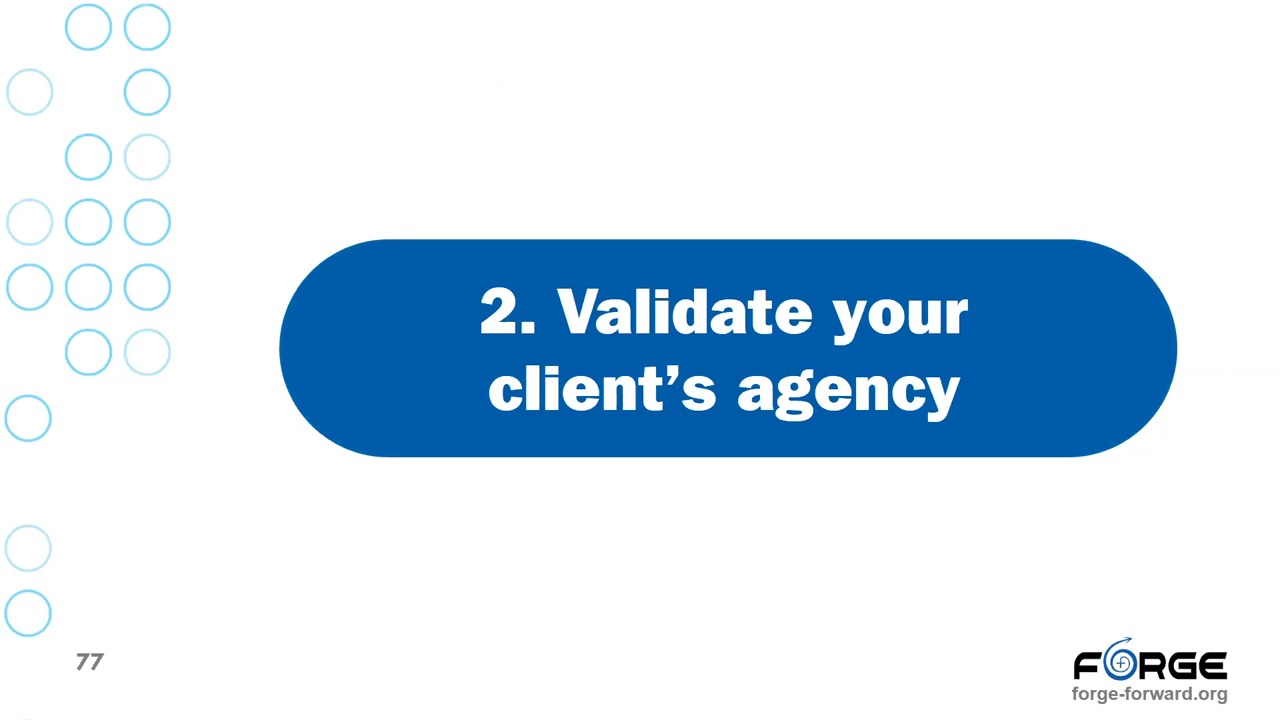 2. Validate your
client’s agency
77
FORGE
forge-forward.org